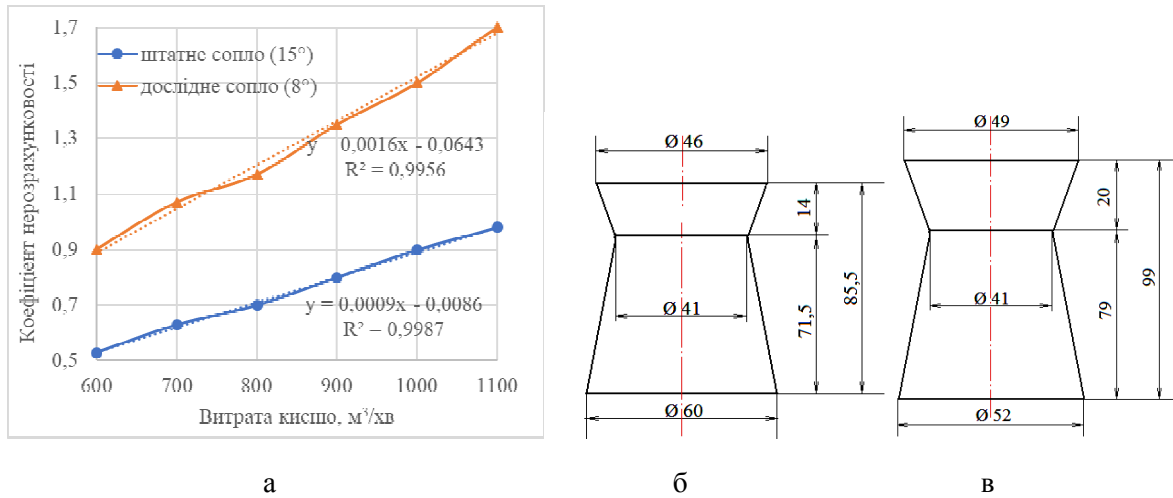 1,7
1,5
1,3
1,1
0,9
0,7
0,5
Коефіцієнт нерозрахунковості
штатне сопло (15°)
дослідне сопло (8°)
y 0,0016x - 0,0643
R² = 0,9956
y = 0,0009x - 0,0086
R² = 0,9987
600 700 800 900 1000 1100
Витрата кисню, м³/хв
а
Ø 46
14
85,5
Ø 41
71,5
Ø 60
б
Ø 49
20
99
Ø 41
79
Ø 52
в